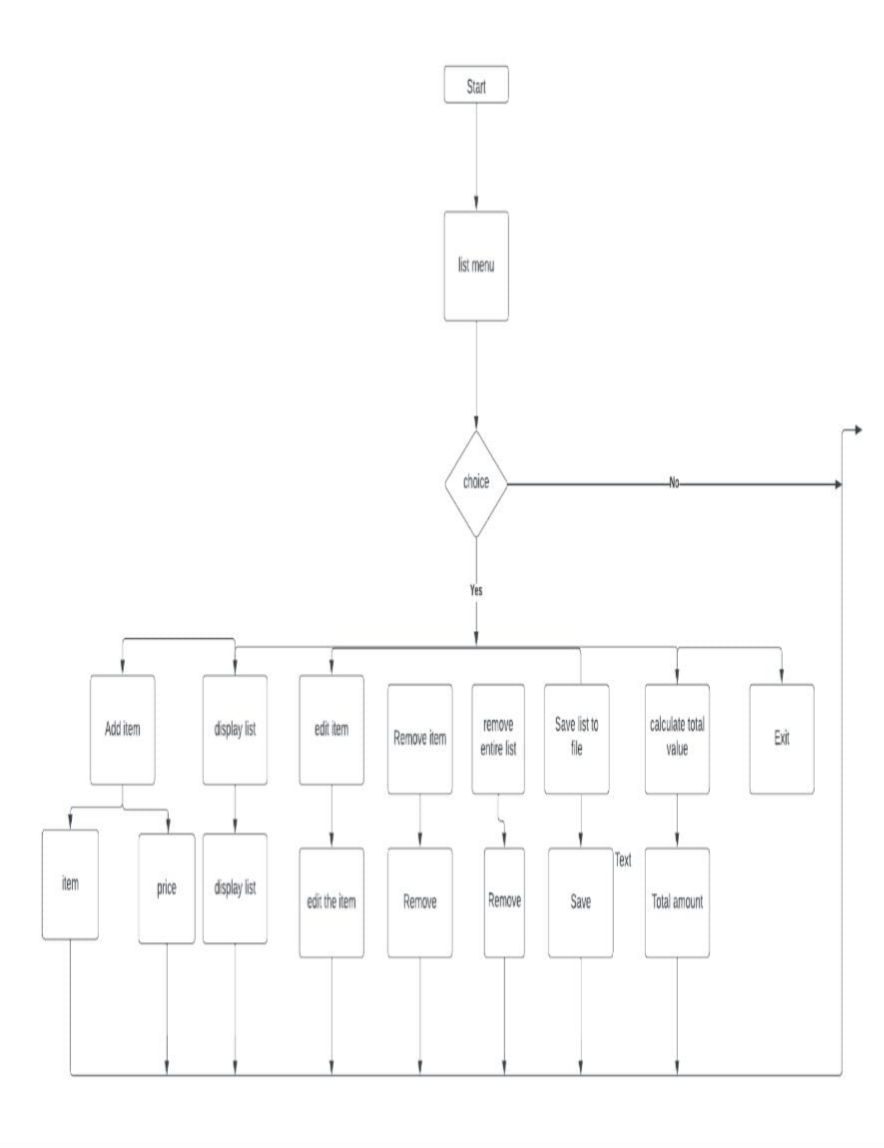 Start
list menu
choice
No
Yes
Add item
display list
edit item
Remove item
remove
entire list
Save list to
file
calculate total
value
Exit
item
price
display list
edit the item
Remove
Remove
Save
Text
Total amount